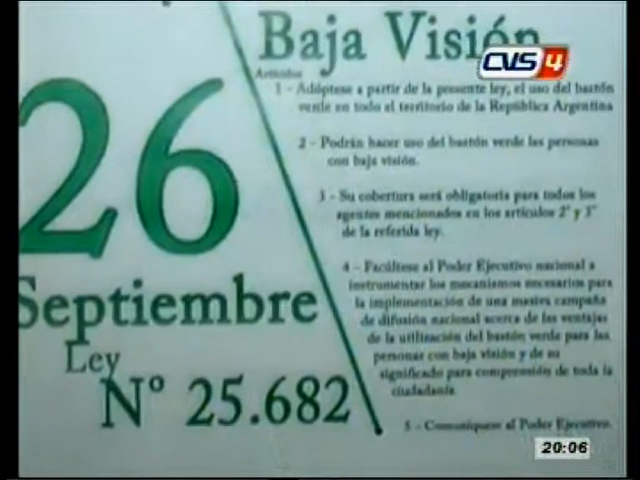 Baja Visión
CVS 4
Artículos
1 - Adóptese a partir de la presente ley, el uso del bastón
verde en todo el territorio de la República Argentina
2 - Podrán hacer uso del bastón verde las personas
con baja visión.
3 - Su cobertura será obligatoria para todos los
agentes mencionados en los artículos 2º y 3º
de la referida ley.
4 - Facúltese al Poder Ejecutivo nacional a
instrumentar los mecanismos necesarios para
la implementación de una masiva campaña
de difusión nacional acerca de las ventajas
de la utilización del bastón verde para las
personas con baja visión y de su
significado para comprensión de toda la
ciudadanía
5 - Comuníquese al Poder Ejecutivo.
26
Septiembre
Ley
Nº 25.682
20:06